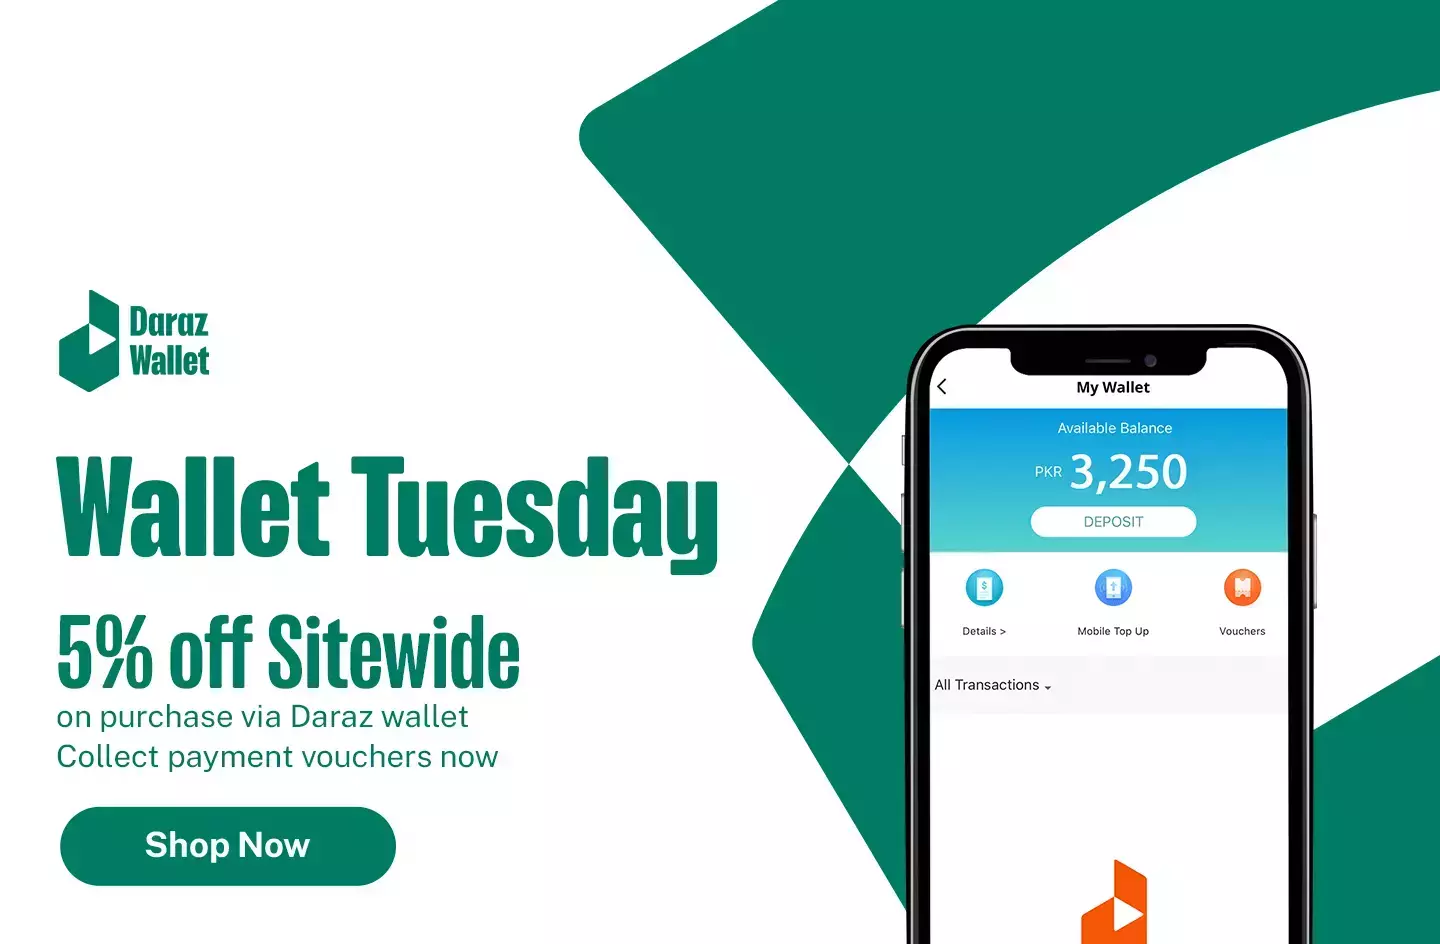 Daraz
Wallet
Wallet Tuesday
5% off Sitewide
on purchase via Daraz wallet
Collect payment vouchers now
Shop Now
My Wallet
Available Balance
PKR 3,250
DEPOSIT
Details >
Mobile Top Up
Vouchers
All Transactions